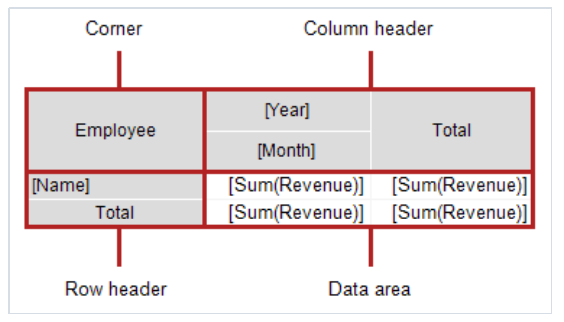 Corner Column header
Employee [Year] Total
[Month]
[Name] [Sum(Revenue)] [Sum(Revenue)]
Total [Sum(Revenue)] [Sum(Revenue)]
Row header Data area